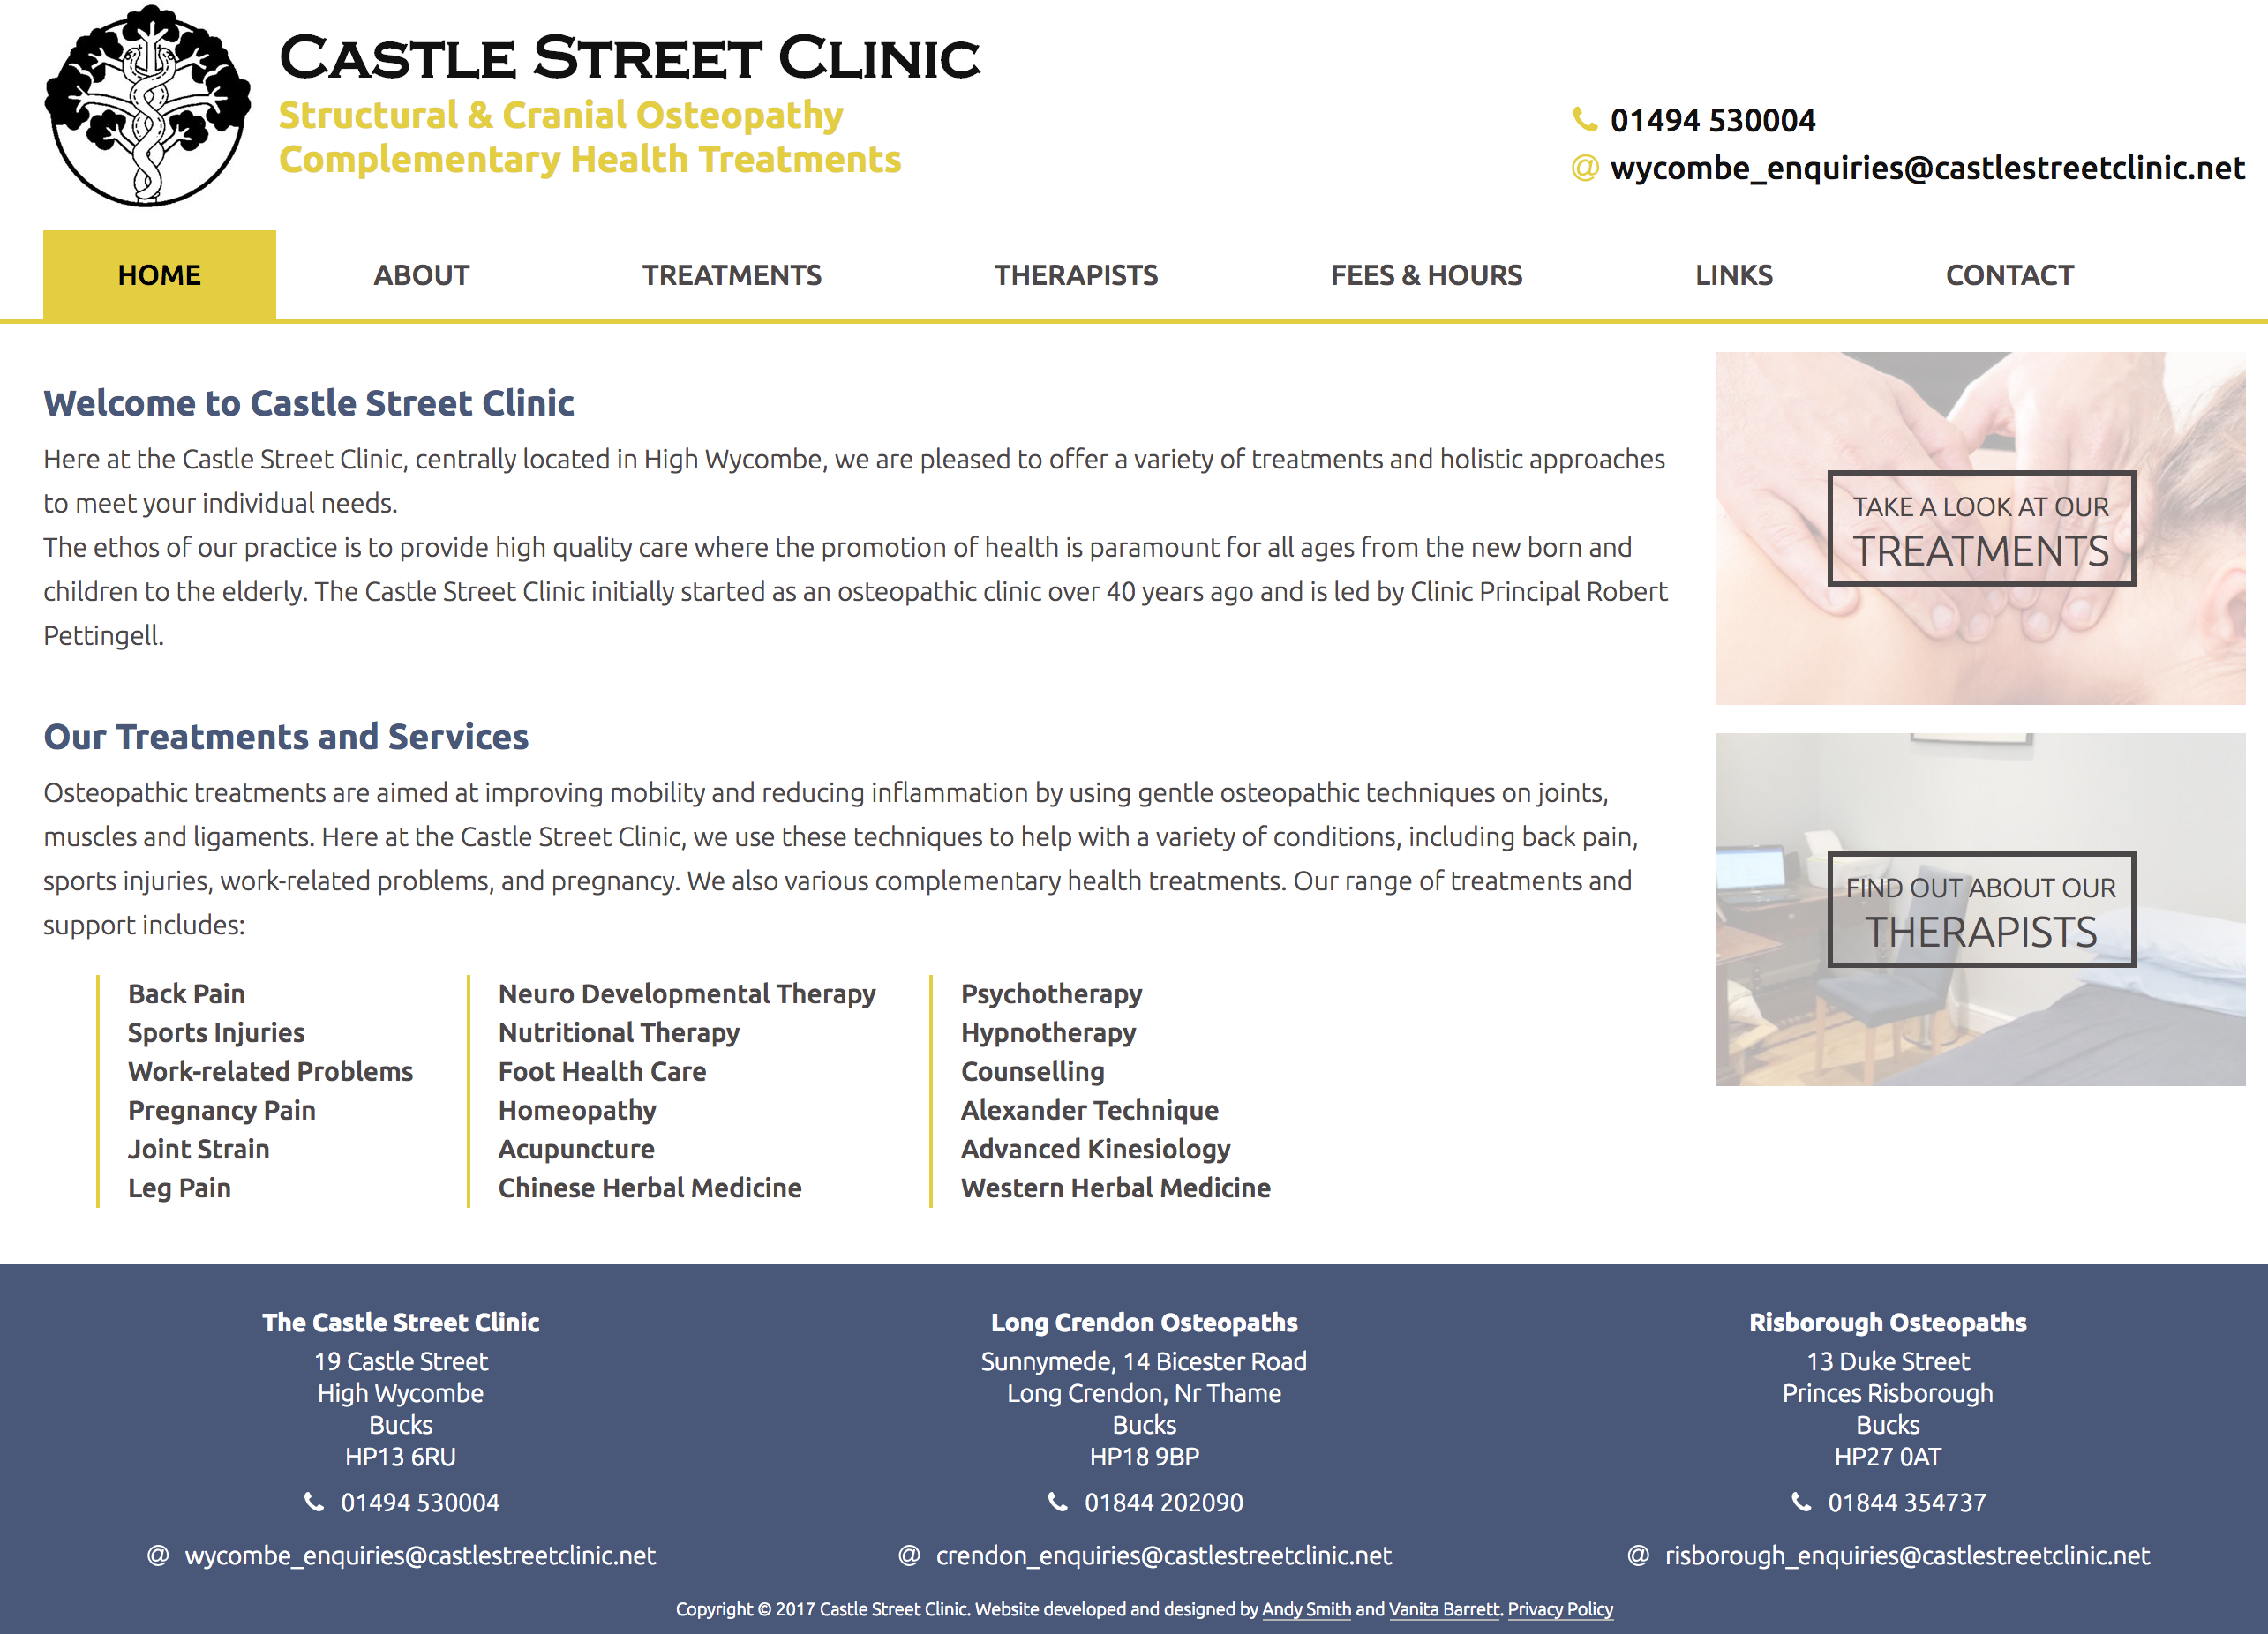 CASTLE STREET CLINIC
Structural & Cranial Osteopathy
Complementary Health Treatments
01494 530004
@ wycombe_enquiries@castlestreetclinic.net
HOME ABOUT TREATMENTS THERAPISTS FEES & HOURS LINKS CONTACT
Welcome to Castle Street Clinic
Here at the Castle Street Clinic, centrally located in High Wycombe, we are pleased to offer a variety of treatments and holistic approaches
to meet your individual needs.
The ethos of our practice is to provide high quality care where the promotion of health is paramount for all ages from the new born and
children to the elderly. The Castle Street Clinic initially started as an osteopathic clinic over 40 years ago and is led by Clinic Principal Robert
Pettingell.
Our Treatments and Services
Osteopathic treatments are aimed at improving mobility and reducing inflammation by using gentle osteopathic techniques on joints,
muscles and ligaments. Here at the Castle Street Clinic, we use these techniques to help with a variety of conditions, including back pain,
sports injuries, work-related problems, and pregnancy. We also various complementary health treatments. Our range of treatments and
support includes:
Back Pain
Sports Injuries
Work-related Problems
Pregnancy Pain
Joint Strain
Leg Pain
Neuro Developmental Therapy
Nutritional Therapy
Foot Health Care
Homeopathy
Acupuncture
Chinese Herbal Medicine
Psychotherapy
Hypnotherapy
Counselling
Alexander Technique
Advanced Kinesiology
Western Herbal Medicine
TAKE A LOOK AT OUR
TREATMENTS
FIND OUT ABOUT OUR
THERAPISTS
The Castle Street Clinic
19 Castle Street
High Wycombe
Bucks
HP13 6RU
01494 530004
@ wycombe_enquiries@castlestreetclinic.net
Long Crendon Osteopaths
Sunnymede, 14 Bicester Road
Long Crendon, Nr Thame
Bucks
HP18 9BP
01844 202090
@ crendon_enquiries@castlestreetclinic.net
Risborough Osteopaths
13 Duke Street
Princes Risborough
Bucks
HP27 0AT
01844 354737
@ risborough_enquiries@castlestreetclinic.net
Copyright © 2017 Castle Street Clinic. Website developed and designed by Andy Smith and Vanita Barrett. Privacy Policy